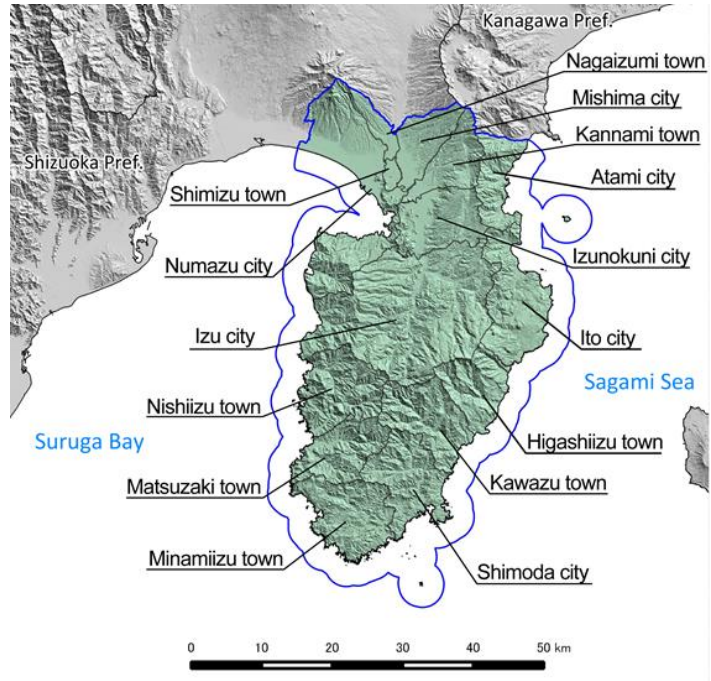 Kanagawa Pref.
Nagaizumi town
Mishima city
Kannami town
Shizuoka Pref.
Atami city
Shimizu town
Numazu city
Izunokuni city
Izu city
Ito city
Nishiizu town
Sagami Sea
Suruga Bay
Higashiizu town
Matsuzaki town
Kawazu town
Minamiizu town
Shimoda city
0 10 20 30 40 50 km